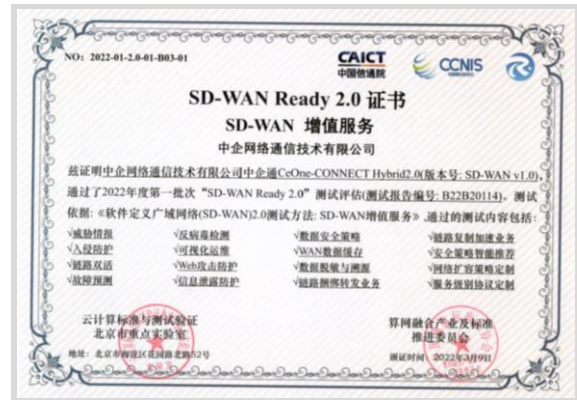 NO: 2022-01-2.0-01-B03-01
CAICT
中国信通院
CCNIS
SD-WAN Ready 2.0 证书
SD-WAN 增值服务
中企网络通信技术有限公司
兹证明中企网络通信技术有限公司中企通CeOne-CONNECT Hybrid2.0(版本号: SD-WAN v1.0),
通过了2022年度第一批次“SD-WAN Ready 2.0”测试评估(测试报告编号: B22B20114)。测试
依据:《软件定义广域网络(SD-WAN)2.0测试方法: SD-WAN增值服务》,通过的测试内容包括:
√威胁情报 √反病毒检测 √数据安全策略 √链路复制加速业务
√入侵防护 √可视化运维 √WAN数据缓存 √安全策略智能推荐
√链路双活 √Web攻击防护 √数据脱敏与溯源 √网络扩容策略定制
√故障预测 √信息泄露防护 √链路捆绑转发业务 √服务级别协议定制
云计算标准与测试验证 算网融合产业及标准
北京市重点实验室 推进委员会
地址: 北京市海淀区花园路北路52号 颁证时间 2022年3月9日